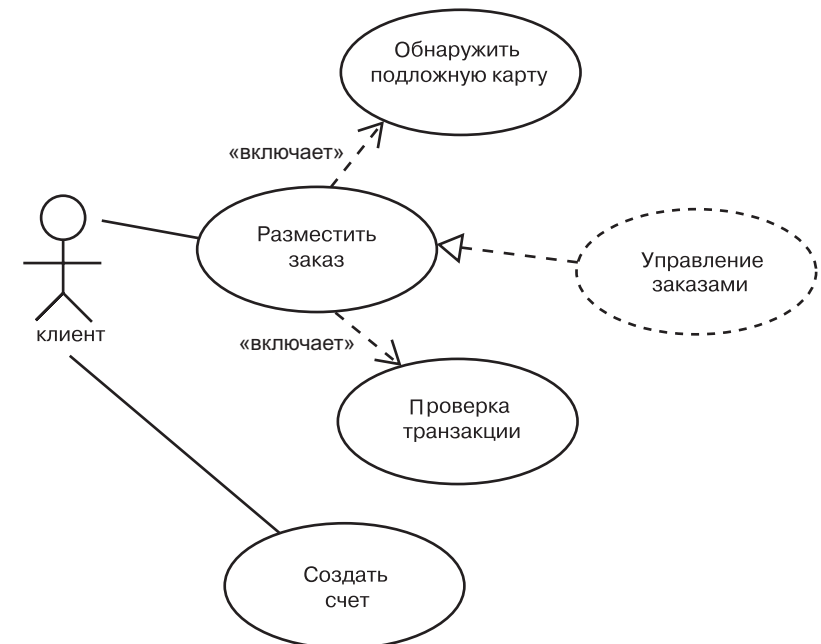 Обнаружить
подложную карту
«включает»
Разместить
заказ
Управление
заказами
клиент
«включает»
Проверка
транзакции
Создать
счет